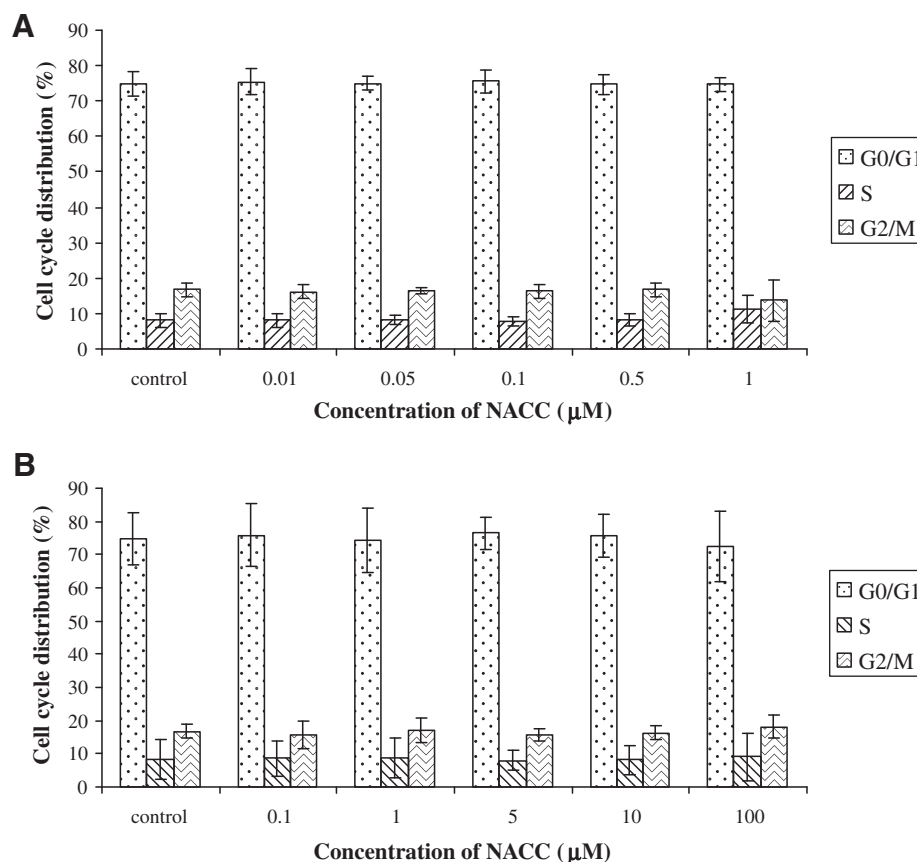 A
Cell cycle distribution (%)
90
80
70
60
50
40
30
20
10
0
control 0.01 0.05 0.1 0.5 1
Concentration of NACC (μM)
G0/G1
S
G2/M
B
Cell cycle distribution (%)
90
80
70
60
50
40
30
20
10
0
control 0.1 1 5 10 100
Concentration of NACC (μM)
G0/G1
S
G2/M